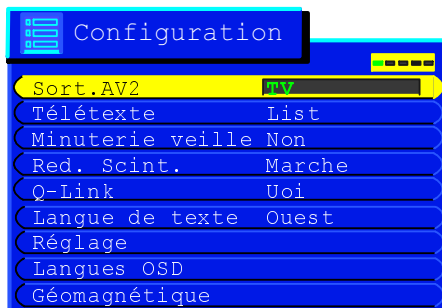 Configuration
Sort.AV2 TV
Télétexte List
Minuterie veille Non
Red. Scint. Marche
Q-Link Uoi
Langue de texte Ouest
Réglage
Langues OSD
Géomagnétique